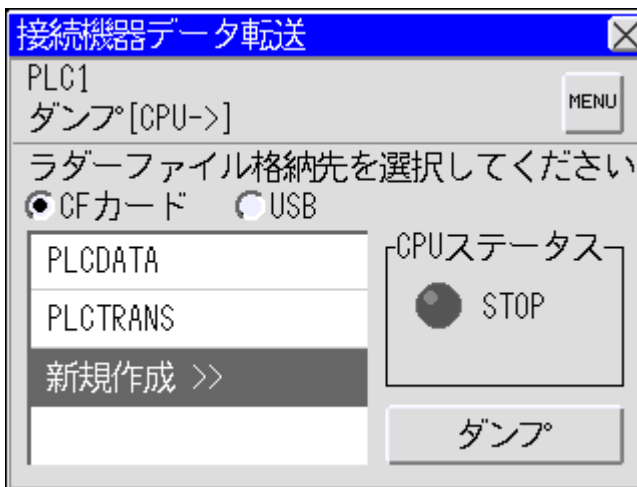 接続機器データ転送
PLC1
ダンプ[CPU->]
MENU
ラダーファイル格納先を選択してください
CFカード USB
PLCDATA
PLCTRANS
新規作成 >>
CPUステータス
STOP
ダンプ